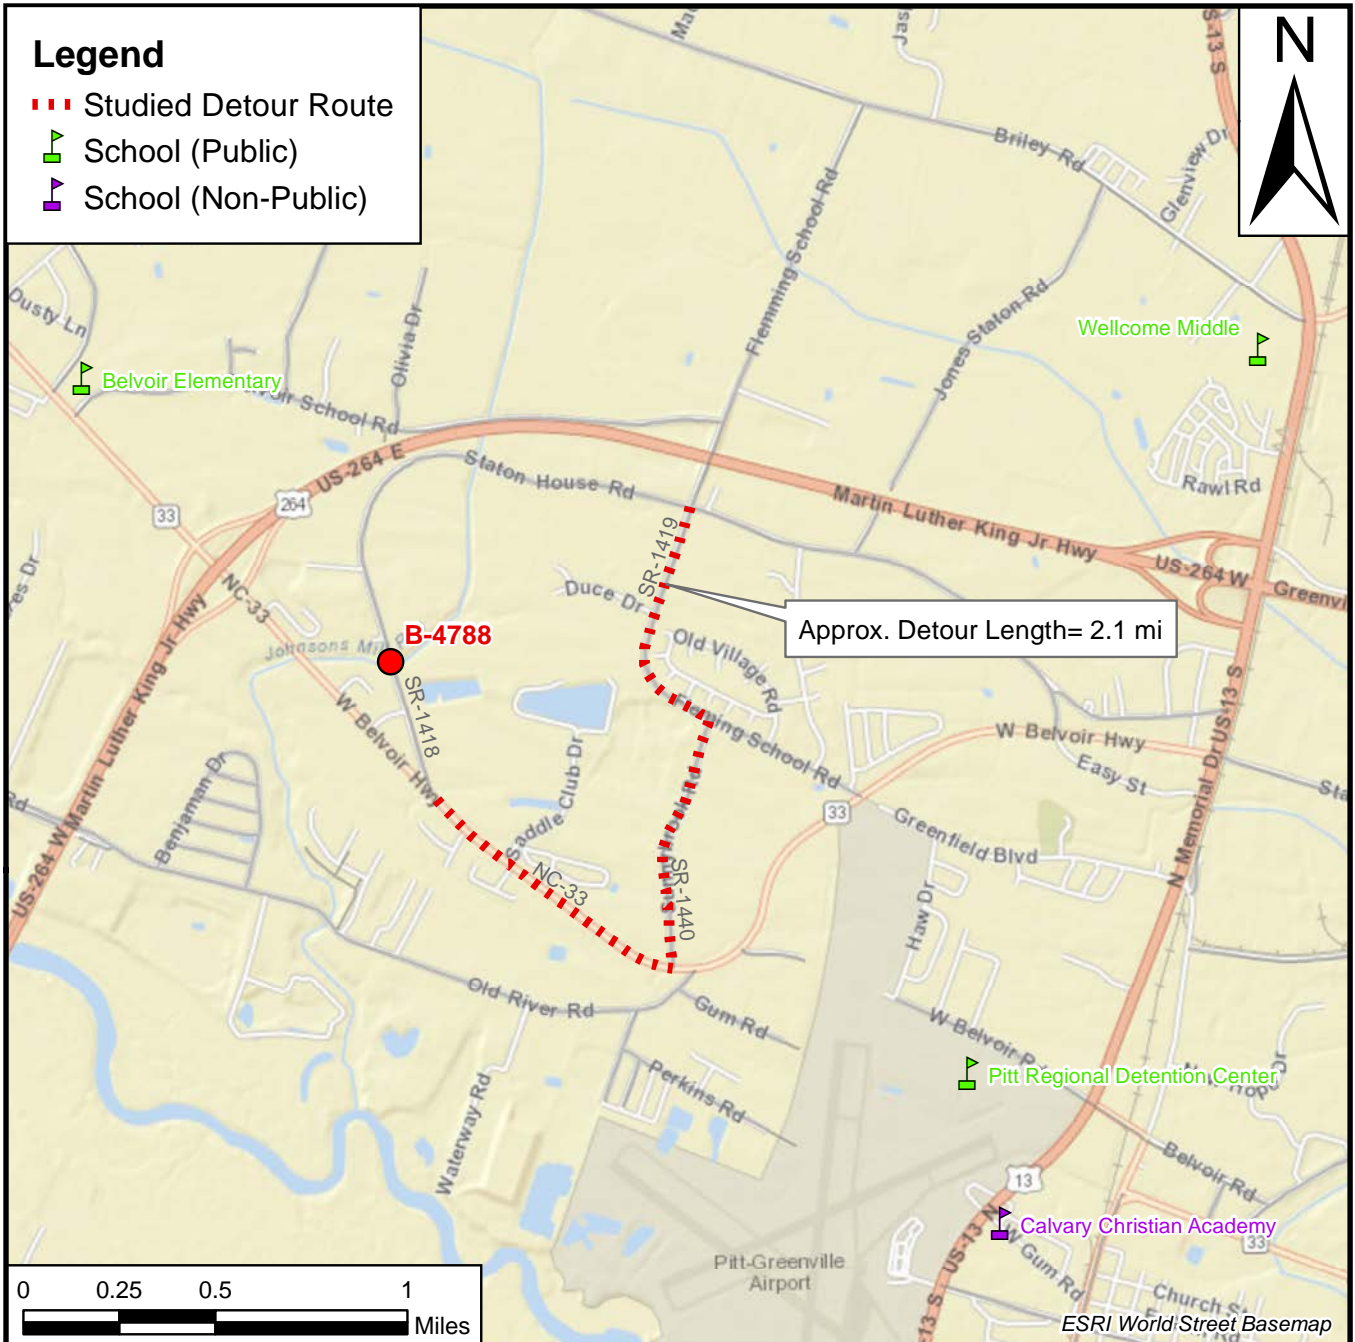 Legend
Studied Detour Route
School (Public)
School (Non-Public)
N
Briley Rd
Glenview Dr
Flemming School Rd
Jones Staton Rd
Dusty Ln
Olivia Dr
Wellcome Middle
Belvoir Elementary
School Rd
US-264 E
264
33
Staton House Rd
Rawl Rd
Martin Luther King Jr Hwy
US-264 W
SR-1419
Duce Dr
NC-33
Approx. Detour Length= 2.1 mi
B-4788
Johnsons
Old Village Rd
SR-1418
W Belvoir Hwy
US-264 W Martin Luther King Jr Hwy
School Rd
W Belvoir Hwy
Easy St
N Memorial Dr US-13 S
Benjaman Dr
Saddle Club Dr
33
Greenfield Blvd
NC-33
SR-1440
Haw Dr
Old River Rd
Gum Rd
W Belvoir Rd
Perkins Rd
Waterway Rd
Pitt Regional Detention Center
Belvoir Rd
13
US-13 N
Calvary Christian Academy
33
W Gum Rd
Pitt-Greenville
Airport
Church St
0 0.25 0.5 1
Miles
ESRI World Street Basemap